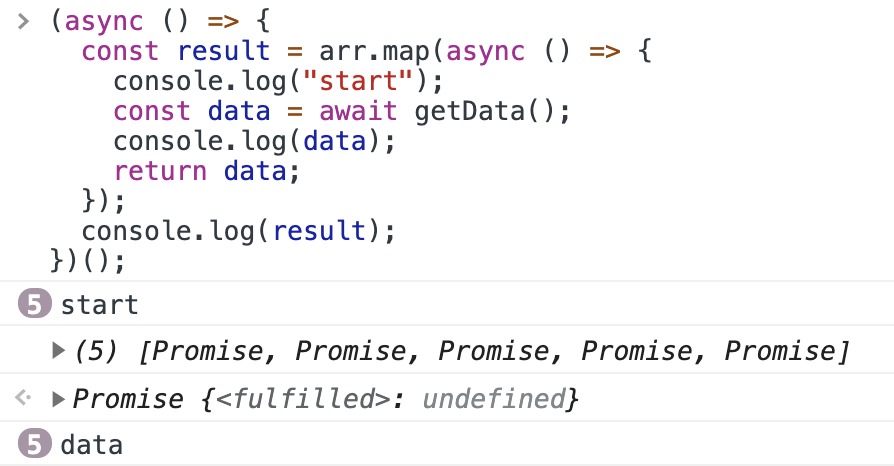 > (async () => {
const result = arr.map(async () => {
console.log("start");
const data = await getData();
console.log(data);
return data;
});
console.log(result);
})();
5 start
▶ (5) [Promise, Promise, Promise, Promise, Promise]
<· ▶ Promise {<fulfilled>: undefined}
5 data